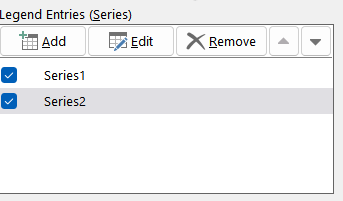 Legend Entries (Series)
Add Edit Remove
Series1
Series2